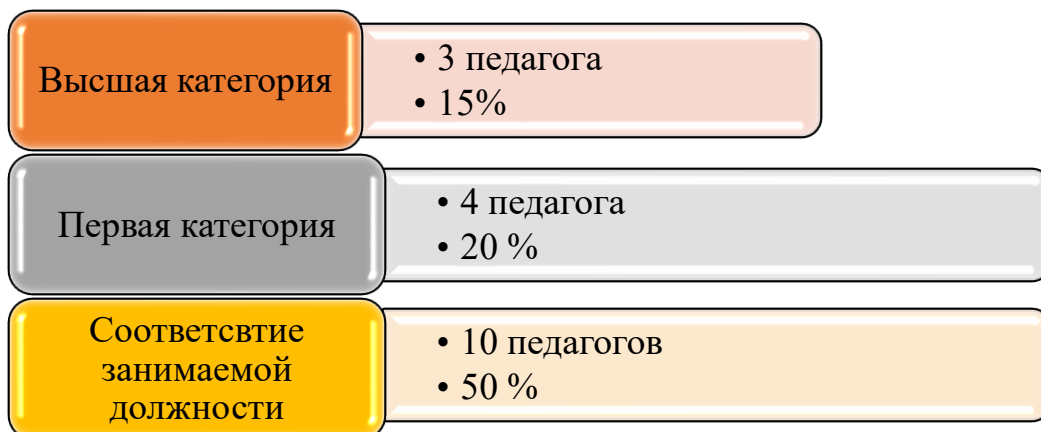 Высшая категория
• 3 педагога
• 15%
Первая категория
• 4 педагога
• 20 %
Соответсвтие
занимаемой
должности
• 10 педагогов
• 50 %